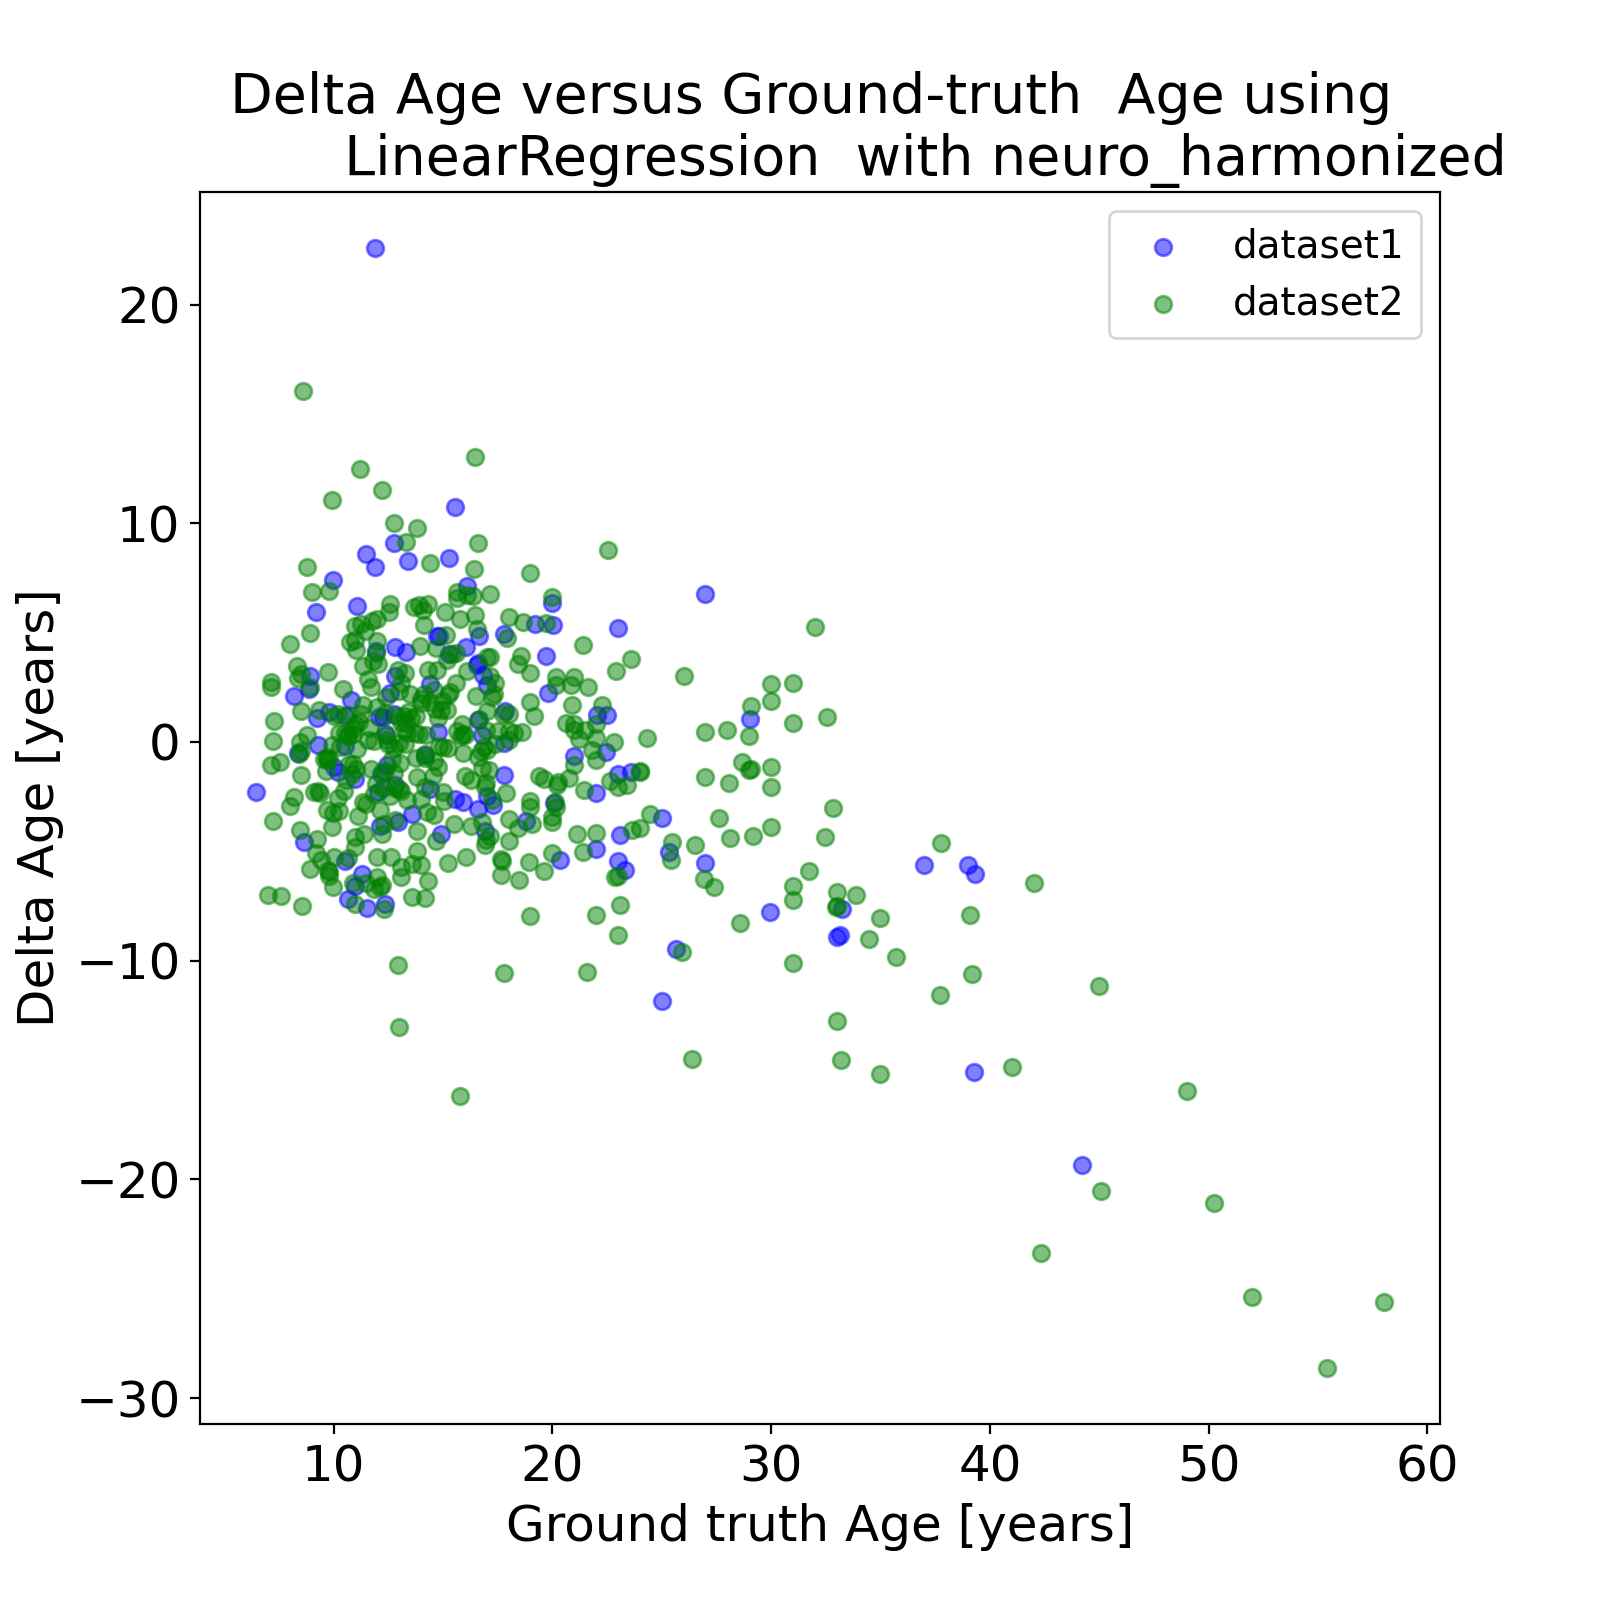 Delta Age versus Ground-truth  Age using
LinearRegression  with neuro_harmonized
dataset1
dataset2
Delta Age [years]
20
10
0
−10
−20
−30
10 20 30 40 50 60
Ground truth Age [years]